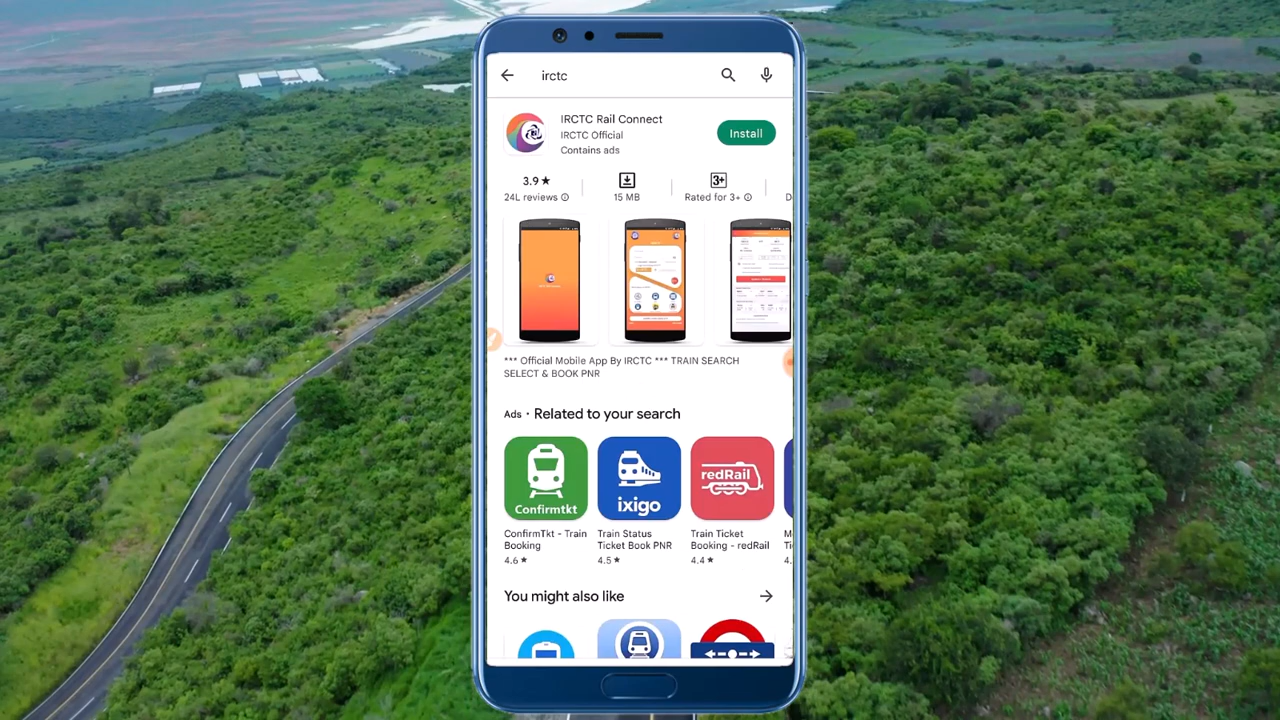 irctc
IRCTC Rail Connect
IRCTC Official
Contains ads
Install
3.9★
24L reviews
15 MB
3+
Rated for 3+
*** Official Mobile App By IRCTC *** TRAIN SEARCH
SELECT & BOOK PNR
Ads · Related to your search
Confirmtkt
ixigo
redRail
ConfirmTkt - Train
Booking
4.6★
Train Status
Ticket Book PNR
4.5★
Train Ticket
Booking - redRail
4.4★
You might also like